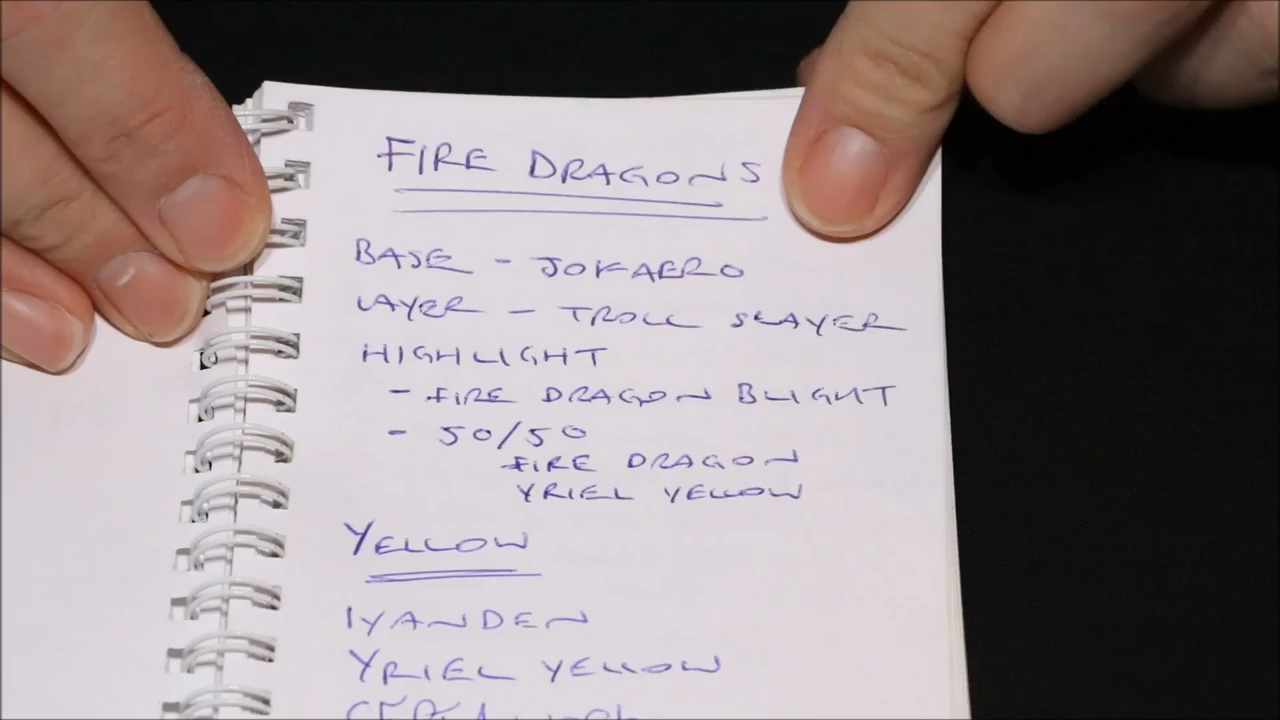 FIRE DRAGONS
BASE - JOKAERO
LAYER - TROLL SLAYER
HIGHLIGHT
- FIRE DRAGON BLIGHT
- 50/50
FIRE DRAGON
YRIEL YELLOW
YELLOW
IYANDEN
YRIEL YELLOW